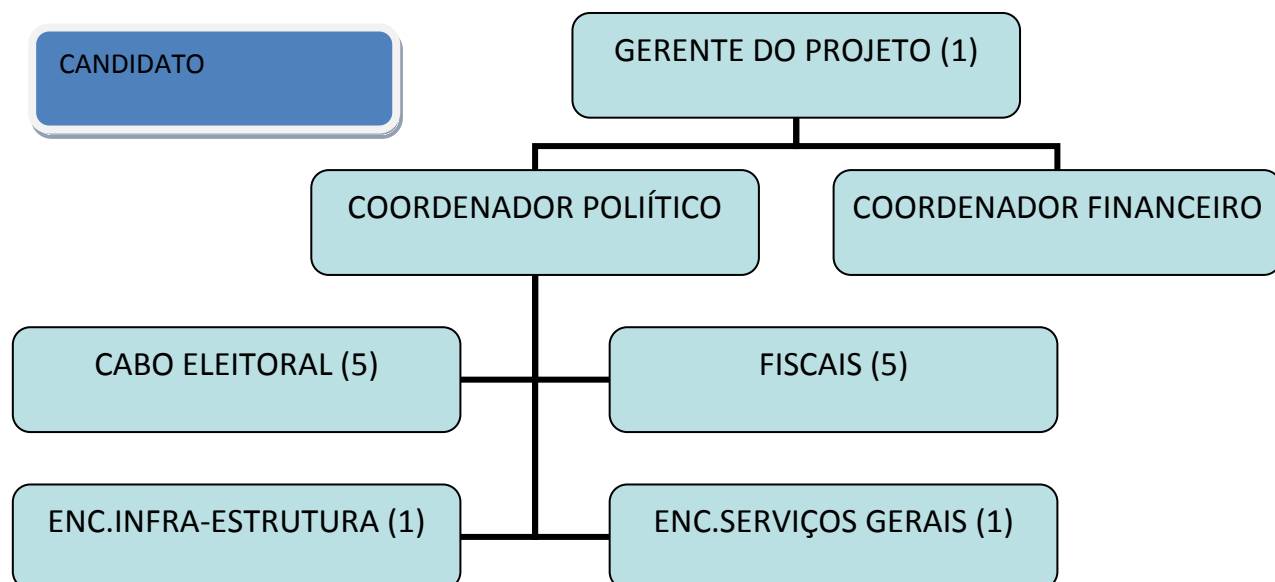 CANDIDATO
GERENTE DO PROJETO (1)
COORDENADOR POLIÍTICO
COORDENADOR FINANCEIRO
CABO ELEITORAL (5)
FISCAIS (5)
ENC.INFRA-ESTRUTURA (1)
ENC.SERVIÇOS GERAIS (1)